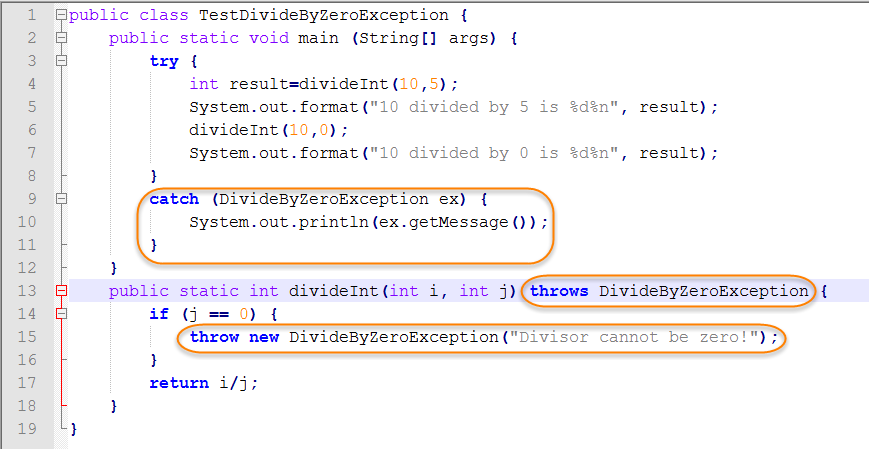 1 public class TestDivideByZeroException {
2 public static void main (String[] args) {
3 try {
4 int result=divideInt(10,5);
5 System.out.format("10 divided by 5 is %d%n", result);
6 divideInt(10,0);
7 System.out.format("10 divided by 0 is %d%n", result);
8 }
9 catch (DivideByZeroException ex) {
10 System.out.println(ex.getMessage());
11 }
12 }
13 public static int divideInt(int i, int j) throws DivideByZeroException {
14 if (j == 0) {
15 throw new DivideByZeroException("Divisor cannot be zero!");
16 }
17 return i/j;
18 }
19 }